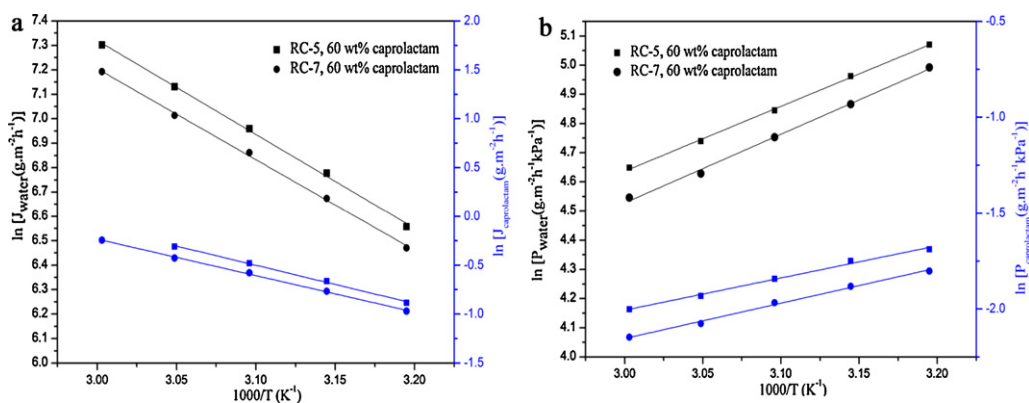 a
7.4
7.3
7.2
7.1
7.0
6.9
6.8
6.7
6.6
6.5
6.4
6.3
6.2
6.1
6.0
ln [J_water(g.m⁻²h⁻¹)]
RC-5, 60 wt% caprolactam
RC-7, 60 wt% caprolactam
2.0
1.5
1.0
0.5
0.0
-0.5
-1.0
-1.5
ln [J_caprolactam(g.m⁻²h⁻¹)]
3.00 3.05 3.10 3.15 3.20
1000/T (K⁻¹)
b
5.1
5.0
4.9
4.8
4.7
4.6
4.5
4.4
4.3
4.2
4.1
4.0
ln [P_water(g.m⁻²h⁻¹kPa⁻¹)]
RC-5, 60 wt% caprolactam
RC-7, 60 wt% caprolactam
-0.5
-1.0
-1.5
-2.0
ln [P_caprolactam(g.m⁻²h⁻¹kPa⁻¹)]
3.00 3.05 3.10 3.15 3.20
1000/T (K⁻¹)